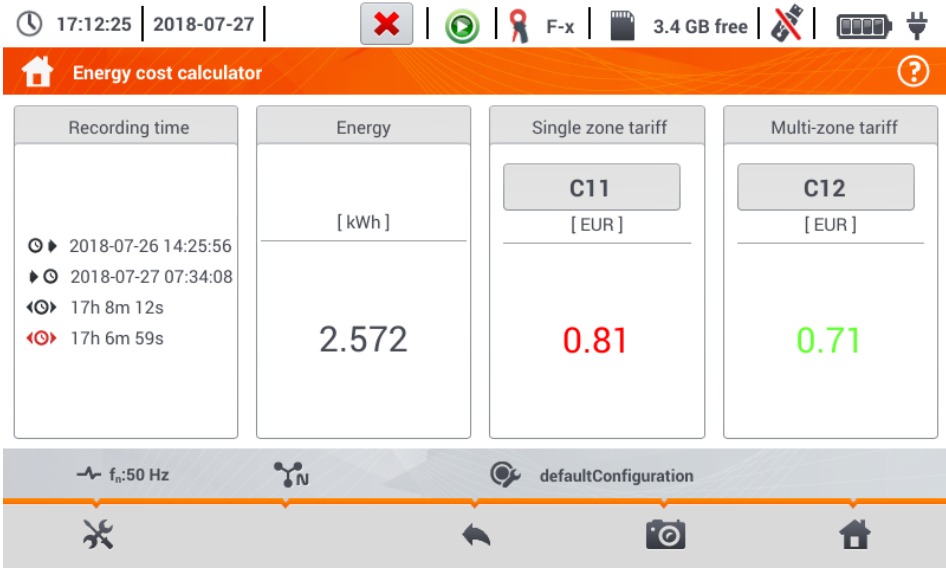 17:12:25 2018-07-27 F-x 3.4 GB free
Energy cost calculator ?
Recording time Energy Single zone tariff Multi-zone tariff
C11 C12
[ kWh ] [ EUR ] [ EUR ]
2018-07-26 14:25:56
2018-07-27 07:34:08
17h 8m 12s
17h 6m 59s
2.572 0.81 0.71
fₙ:50 Hz N defaultConfiguration